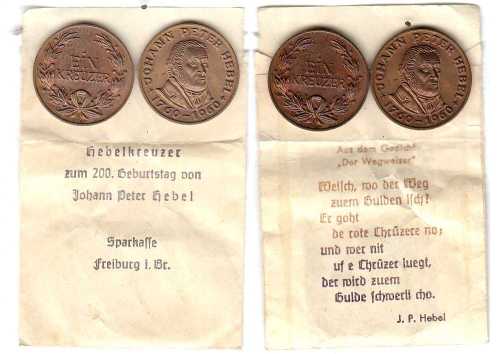 EIN
KREUZER
JOHANN PETER HEBEL
1760-1960
Hebelkreuzer
zum 200. Geburtstag von
Johann Peter Hebel
Sparkasse
Freiburg i. Br.
EIN
KREUZER
JOHANN PETER HEBEL
1760-1960
Aus dem Gedicht
„Der Wegweiser"
Weisch, wo der Weg
zuem Gulden isch?
Er goht
de rote Chrüzere no;
und wer nit
uf e Chrüzer luegt,
der wird zuem
Gulde schwerli cho.
J. P. Hebel